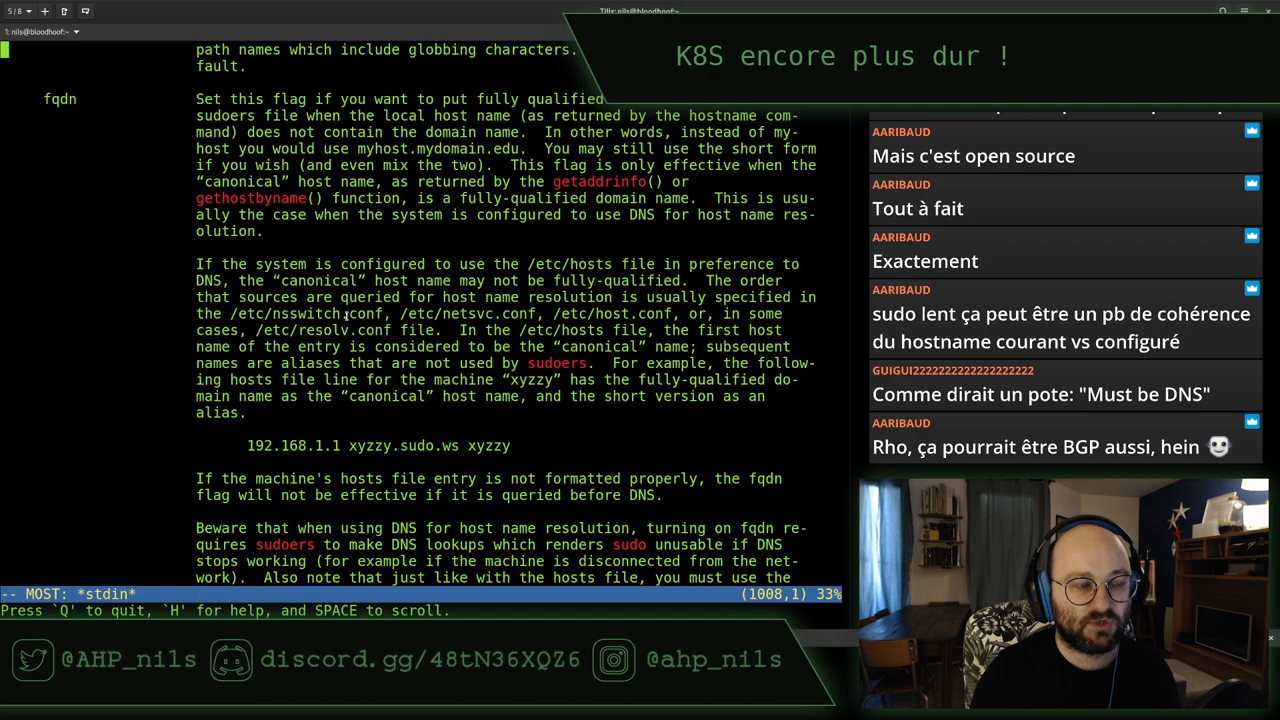 5/8
Tilix: nils@bloodhoof:~
1: nils@bloodhoof:~
K8S encore plus dur !
path names which include globbing characters.
fault.
fqdn Set this flag if you want to put fully qualified
sudoers file when the local host name (as returned by the hostname com-
mand) does not contain the domain name. In other words, instead of my-
host you would use myhost.mydomain.edu. You may still use the short form
if you wish (and even mix the two). This flag is only effective when the
“canonical” host name, as returned by the getaddrinfo() or
gethostbyname() function, is a fully-qualified domain name. This is usu-
ally the case when the system is configured to use DNS for host name res-
olution.
If the system is configured to use the /etc/hosts file in preference to
DNS, the “canonical” host name may not be fully-qualified. The order
that sources are queried for host name resolution is usually specified in
the /etc/nsswitch.conf, /etc/netsvc.conf, /etc/host.conf, or, in some
cases, /etc/resolv.conf file. In the /etc/hosts file, the first host
name of the entry is considered to be the “canonical” name; subsequent
names are aliases that are not used by sudoers. For example, the follow-
ing hosts file line for the machine “xyzzy” has the fully-qualified do-
main name as the “canonical” host name, and the short version as an
alias.
192.168.1.1 xyzzy.sudo.ws xyzzy
If the machine's hosts file entry is not formatted properly, the fqdn
flag will not be effective if it is queried before DNS.
Beware that when using DNS for host name resolution, turning on fqdn re-
quires sudoers to make DNS lookups which renders sudo unusable if DNS
stops working (for example if the machine is disconnected from the net-
work). Also note that just like with the hosts file, you must use the
-- MOST: *stdin* (1008,1) 33%
Press `Q' to quit, `H' for help, and SPACE to scroll.
AARIBAUD
Mais c'est open source
AARIBAUD
Tout à fait
AARIBAUD
Exactement
AARIBAUD
sudo lent ça peut être un pb de cohérence
du hostname courant vs configuré
GUIGUI2222222222222222222
Comme dirait un pote: "Must be DNS"
AARIBAUD
Rho, ça pourrait être BGP aussi, hein
@AHP_nils discord.gg/48tN36XQZ6 @ahp_nils